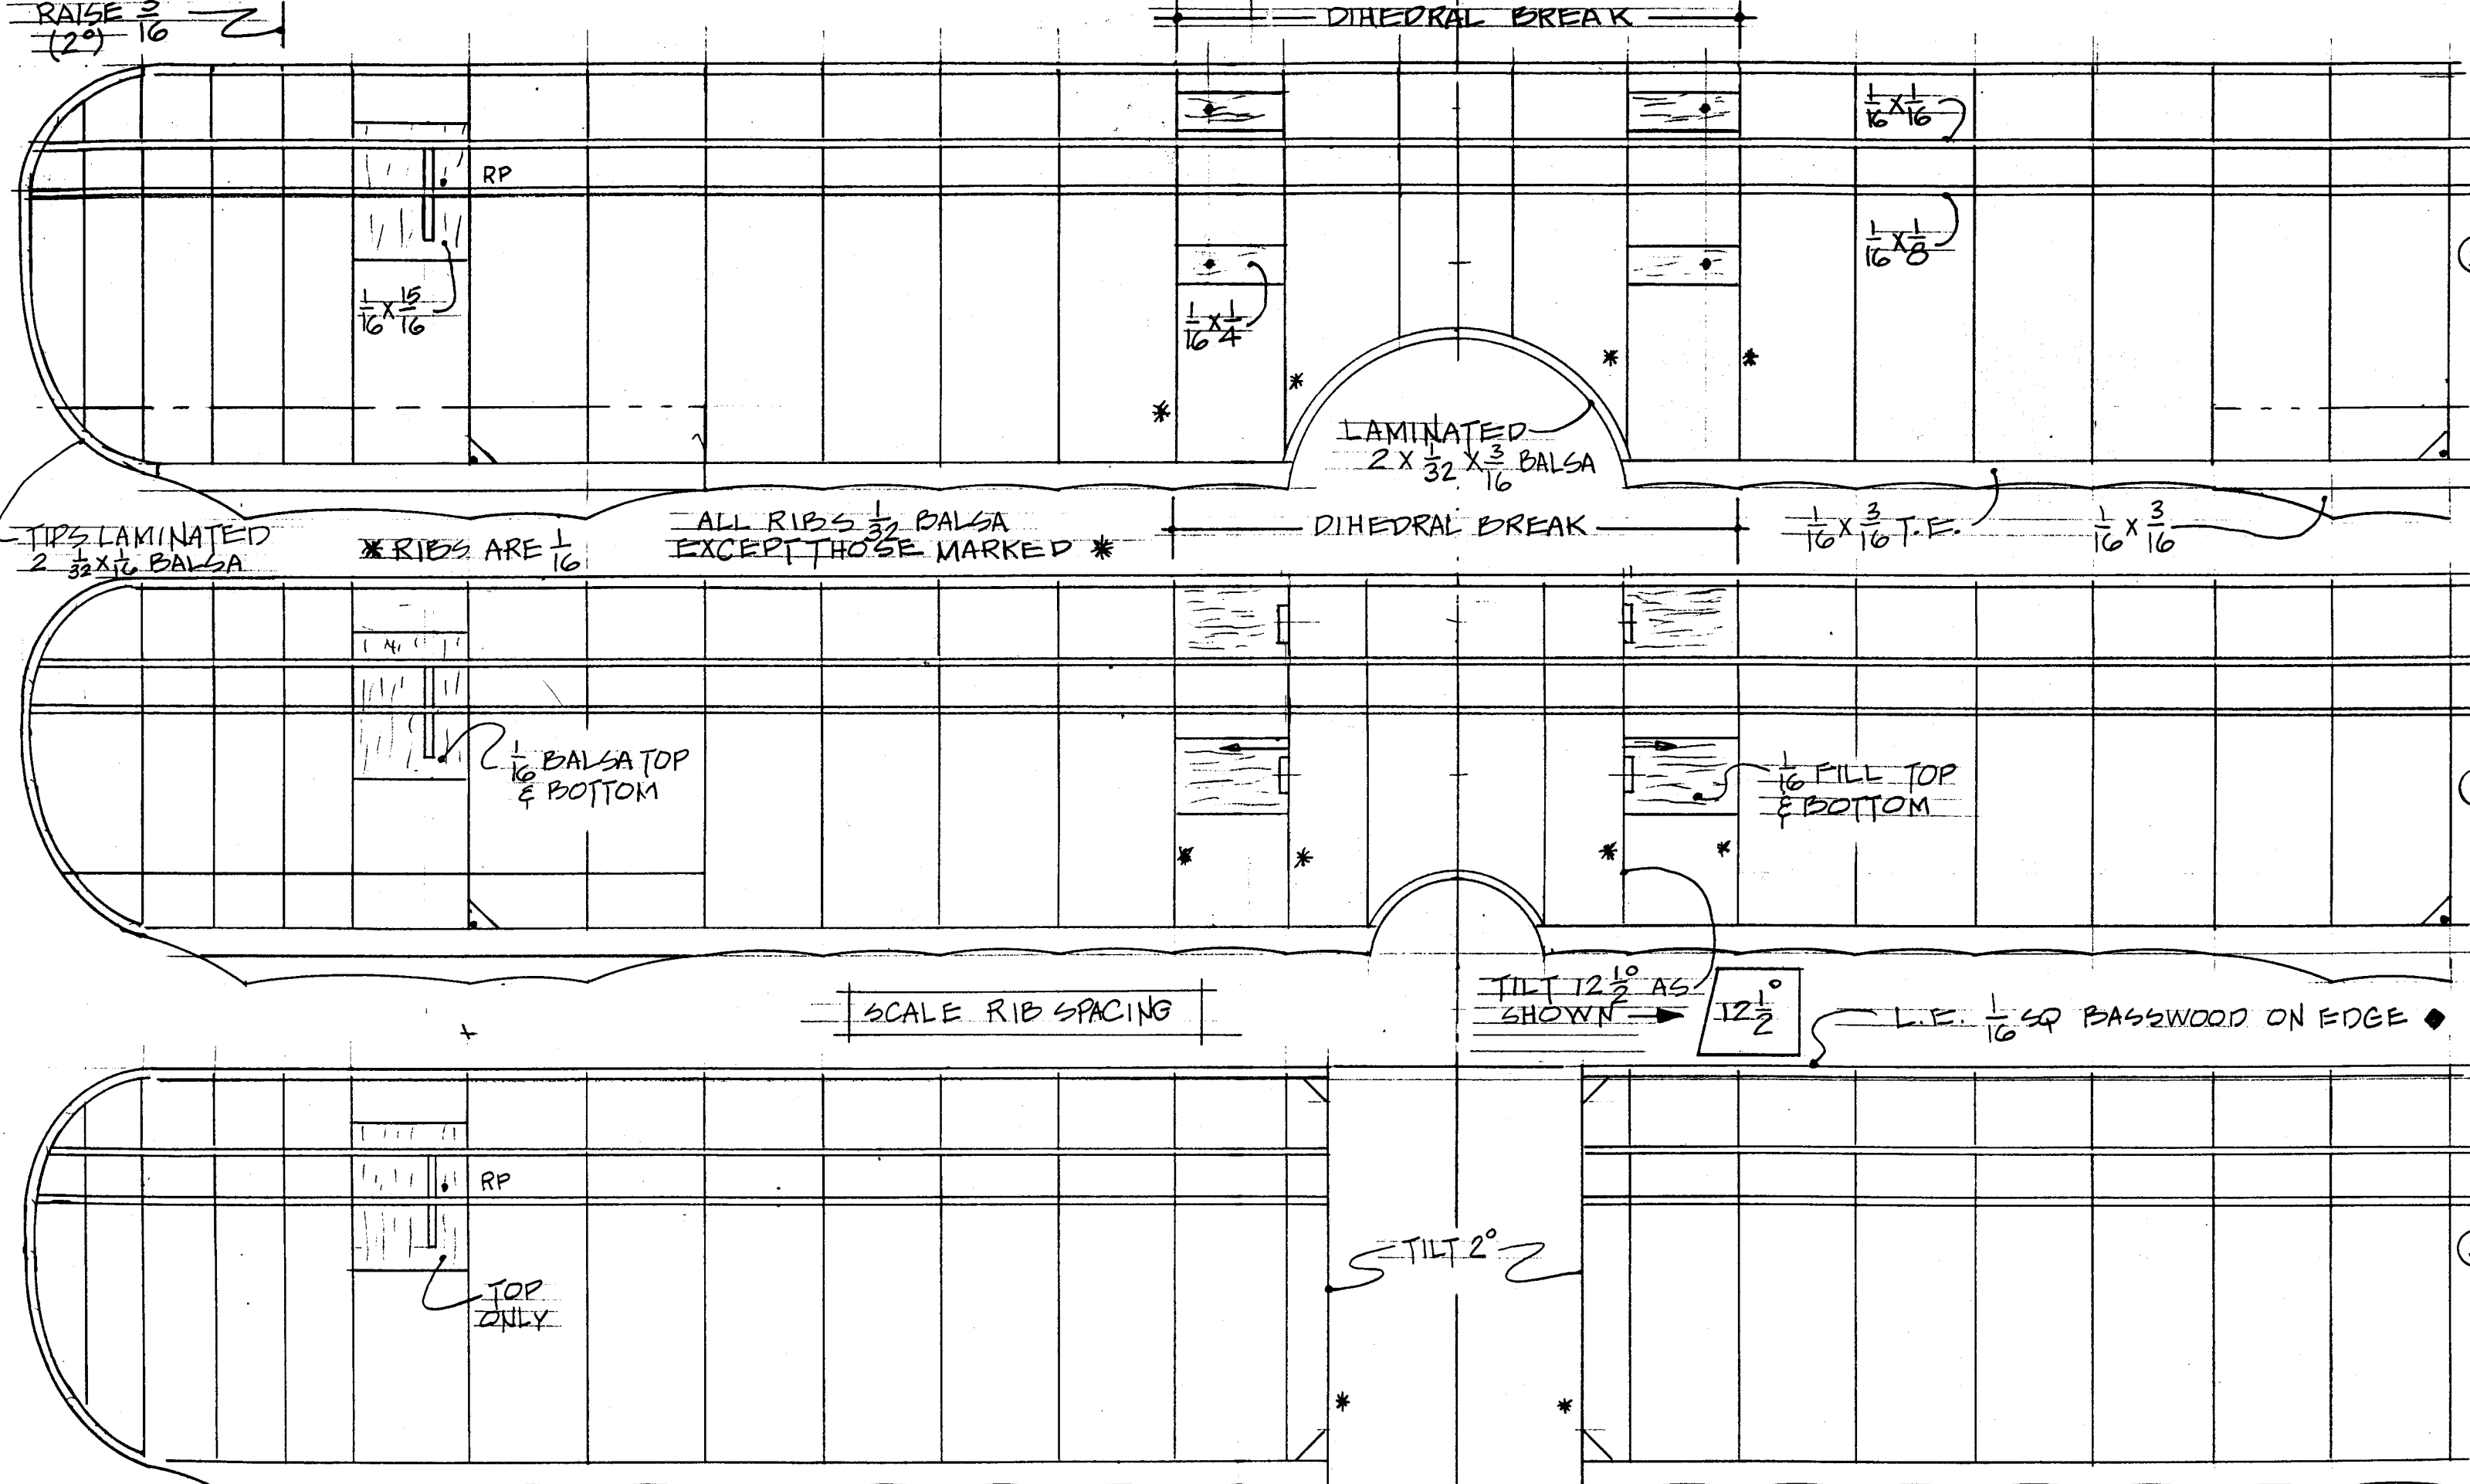 RAISE 3/16
(2°)
DIHEDRAL BREAK
1/16 X 1/16
RP
1/16 X 1/8
1/16 X 15/16
1/16 X 1/4
*
*
*
*
LAMINATED
2 X 1/32 X 3/16 BALSA
TIPS LAMINATED
2 1/32 X 1/16 BALSA
* RIBS ARE 1/16
ALL RIBS 1/32 BALSA
EXCEPT THOSE MARKED *
DIHEDRAL BREAK
1/16 X 3/16 T.E.
1/16 X 3/16
1/16 BALSA TOP
& BOTTOM
1/16 FILL TOP
& BOTTOM
*
*
*
*
SCALE RIB SPACING
TILT 12 1/2° AS
SHOWN
12 1/2°
L.E. 1/16 SQ BASSWOOD ON EDGE
RP
TOP
ONLY
TILT 2°
*
*